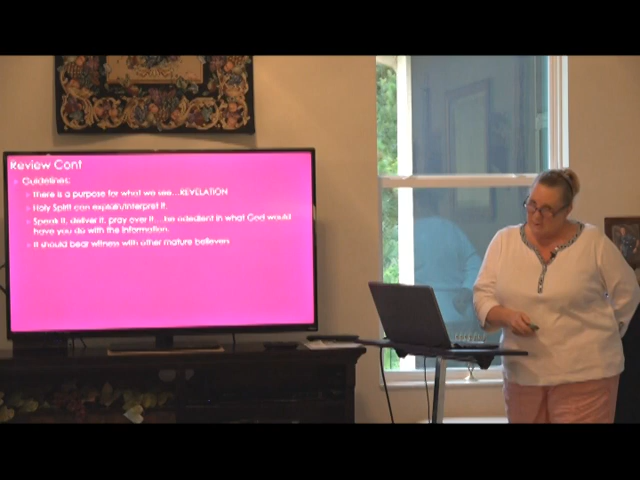 Review Cont
Guidelines:
There is a purpose for what we see...REVELATION
Holy Spirit can explain/interpret it.
Speak it, deliver it, pray over it....be obedient in what God would
have you do with the information.
It should bear witness with other mature believers